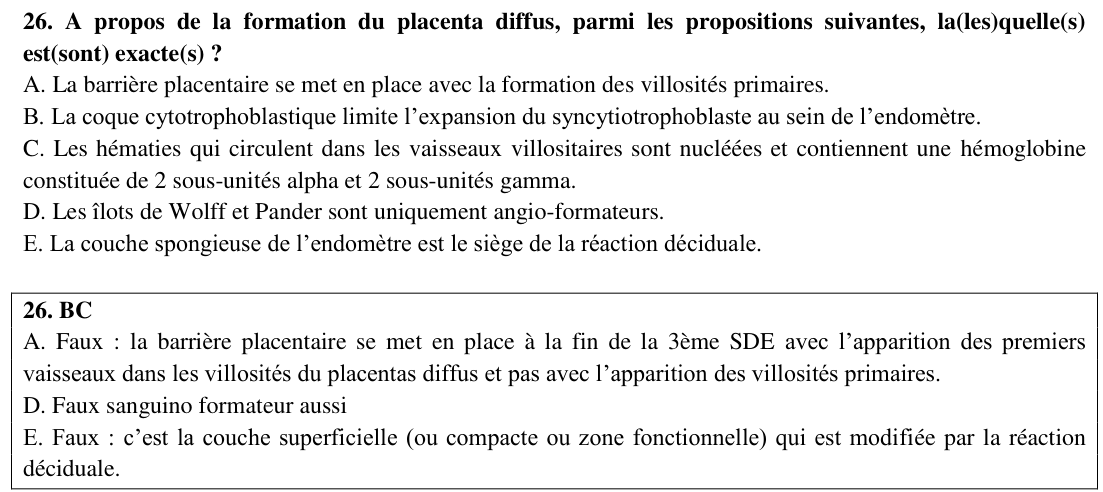 26. A propos de la formation du placenta diffus, parmi les propositions suivantes, la(les)quelle(s)
est(sont) exacte(s) ?
A. La barrière placentaire se met en place avec la formation des villosités primaires.
B. La coque cytotrophoblastique limite l'expansion du syncytiotrophoblaste au sein de l'endomètre.
C. Les hématies qui circulent dans les vaisseaux villositaires sont nucléées et contiennent une hémoglobine
constituée de 2 sous-unités alpha et 2 sous-unités gamma.
D. Les îlots de Wolff et Pander sont uniquement angio-formateurs.
E. La couche spongieuse de l'endomètre est le siège de la réaction déciduale.
26. BC
A. Faux : la barrière placentaire se met en place à la fin de la 3ème SDE avec l'apparition des premiers
vaisseaux dans les villosités du placentas diffus et pas avec l'apparition des villosités primaires.
D. Faux sanguino formateur aussi
E. Faux : c'est la couche superficielle (ou compacte ou zone fonctionnelle) qui est modifiée par la réaction
déciduale.